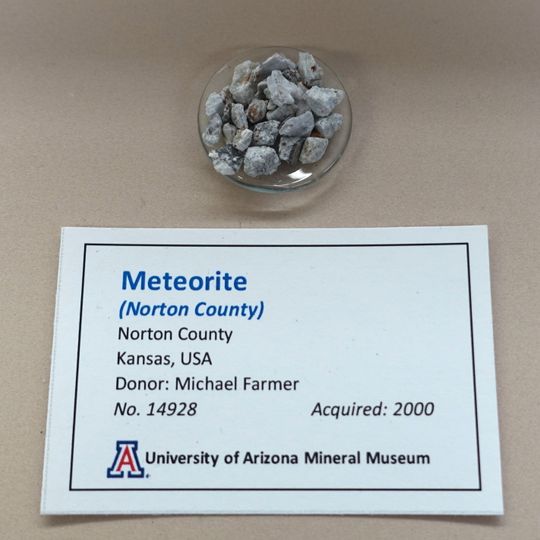 Meteorite
(Norton County)
Norton County
Kansas, USA
Donor: Michael Farmer
No. 14928 Acquired: 2000
A University of Arizona Mineral Museum